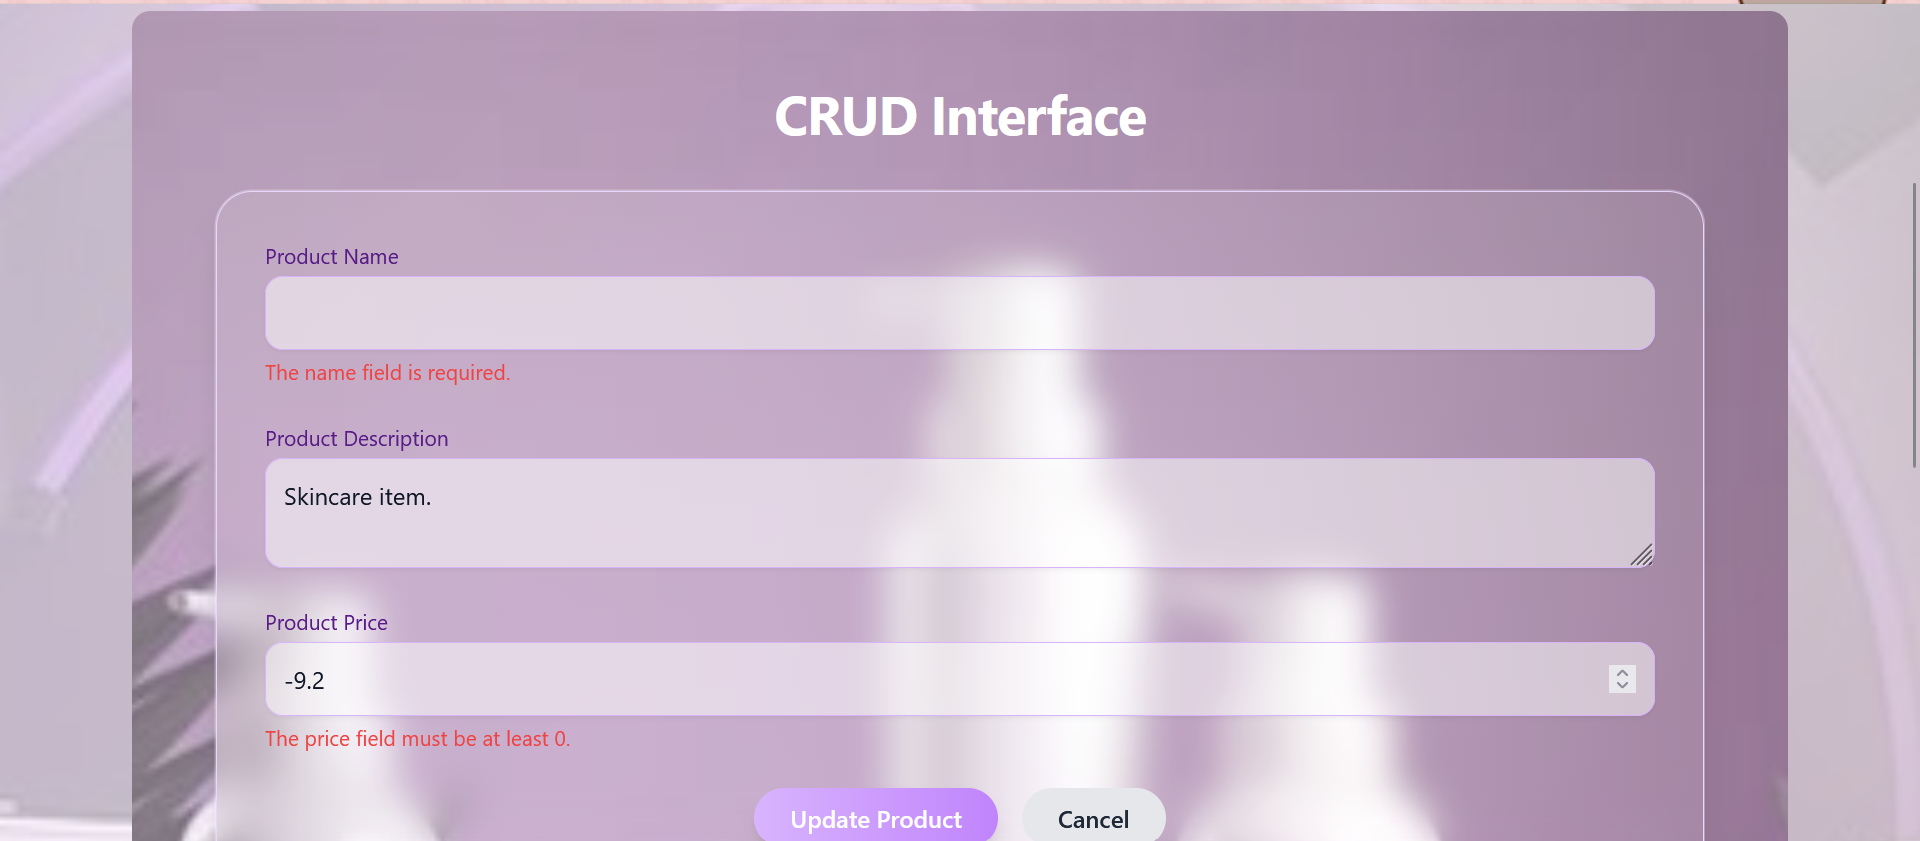 CRUD Interface
Product Name
The name field is required.
Product Description
Skincare item.
Product Price
-9.2
The price field must be at least 0.
Update Product
Cancel